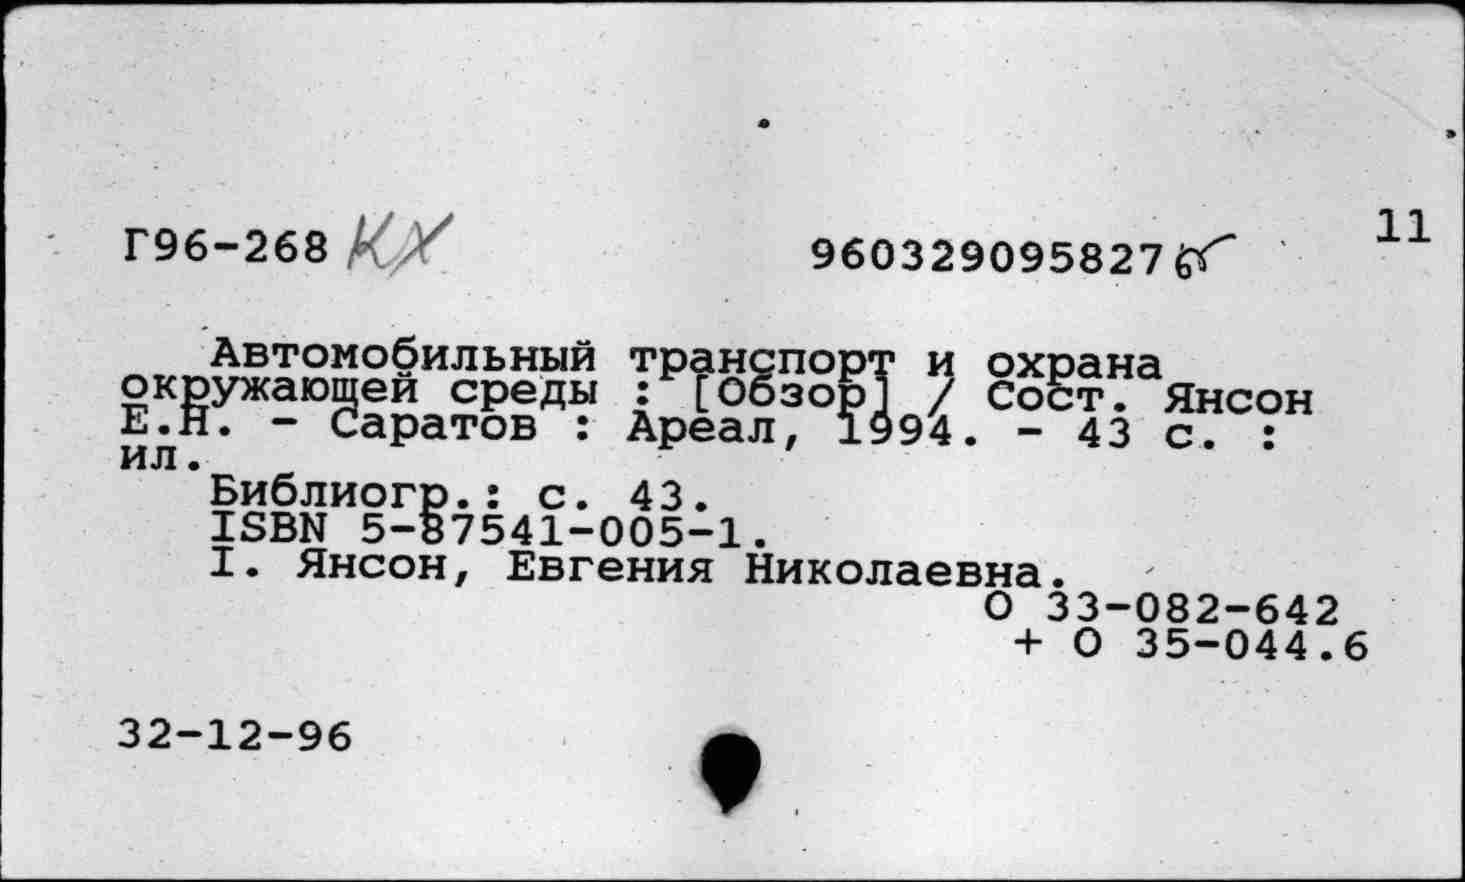 11
Г96-268 КХ 960329095827
Автомобильный транспорт и охрана
окружающей среды : [Обзор] / Сост. Янсон
Е.Н. - Саратов : Ареал, 1994. - 43 с. :
ил.
Библиогр.: с. 43.
ISBN 5-87541-005-1.
I. Янсон, Евгения Николаевна.
О 33-082-642
+ О 35-044.6
32-12-96